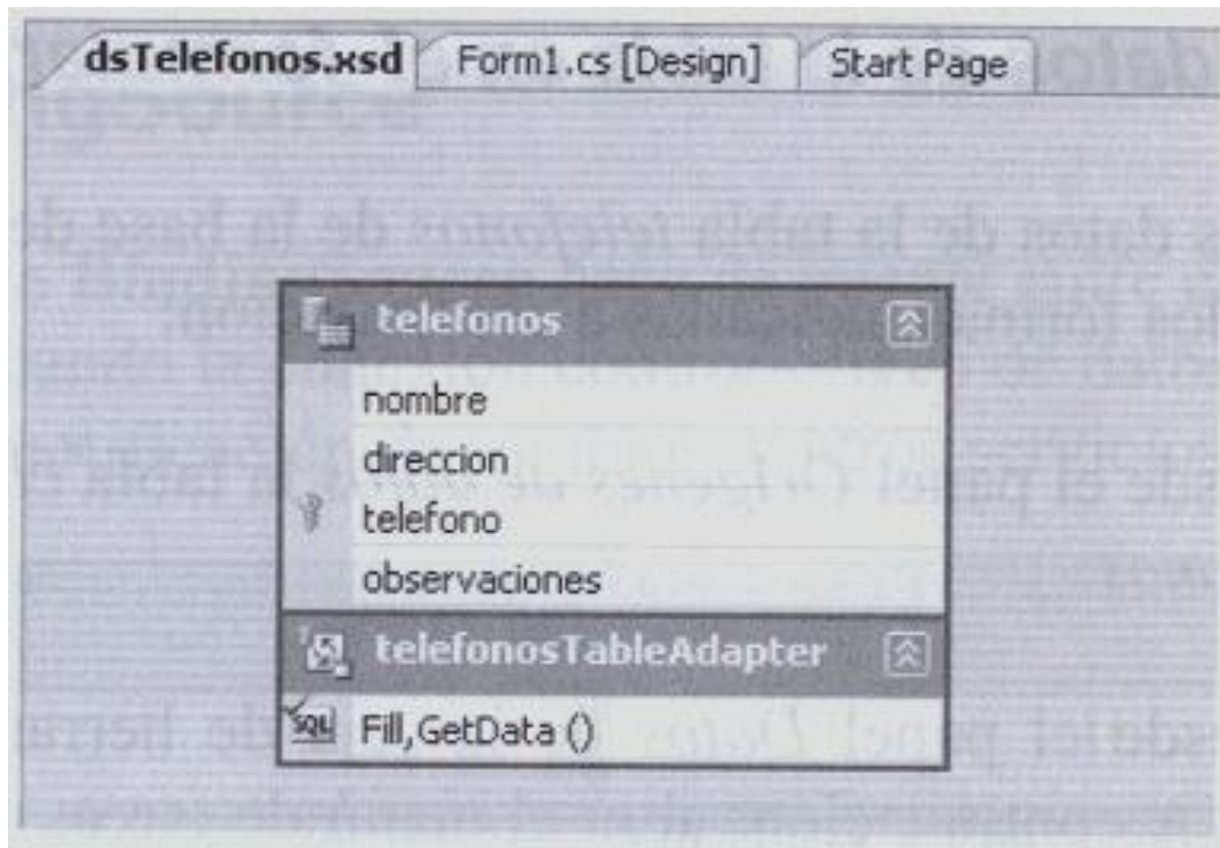 dsTelefonos.xsd Form1.cs [Design] Start Page
telefonos
nombre
direccion
telefono
observaciones
telefonosTableAdapter
SQL Fill,GetData ()